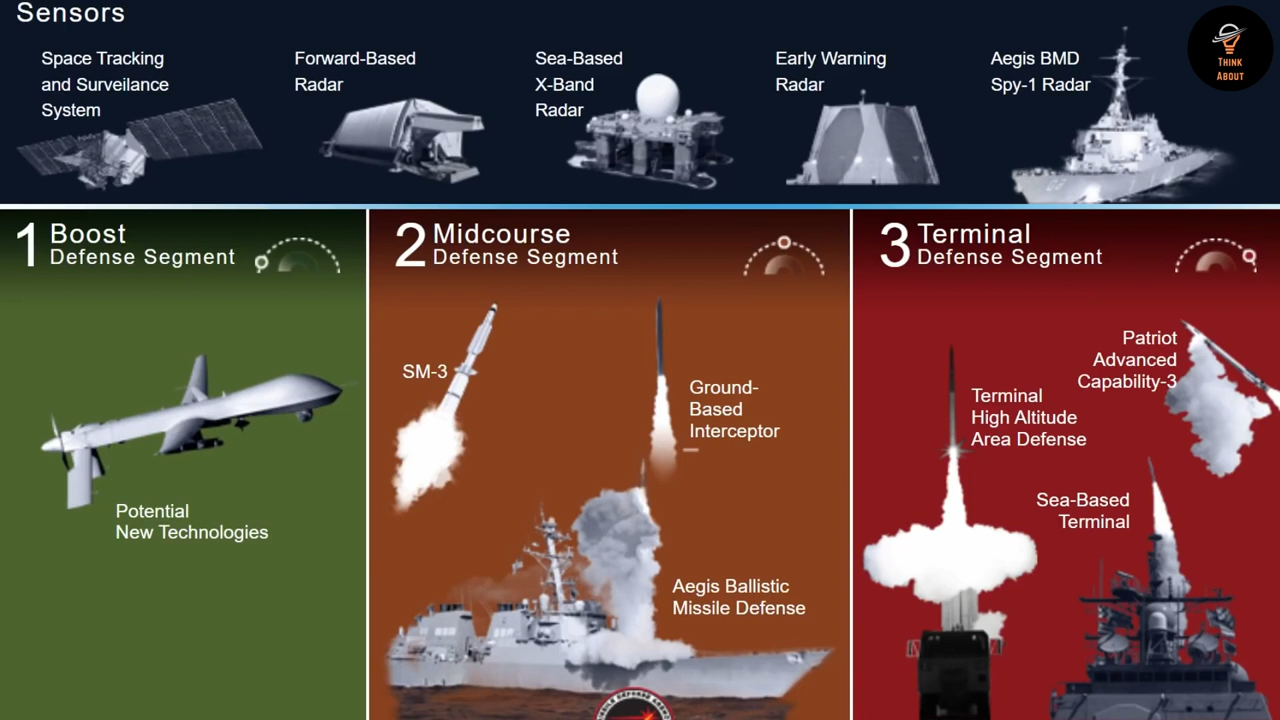 Sensors
Space Tracking
and Surveilance
System
Forward-Based
Radar
Sea-Based
X-Band
Radar
Early Warning
Radar
Aegis BMD
Spy-1 Radar
THINK
ABOUT
1 Boost
Defense Segment
Potential
New Technologies
2 Midcourse
Defense Segment
SM-3
Ground-
Based
Interceptor
Aegis Ballistic
Missile Defense
3 Terminal
Defense Segment
Patriot
Advanced
Capability-3
Terminal
High Altitude
Area Defense
Sea-Based
Terminal